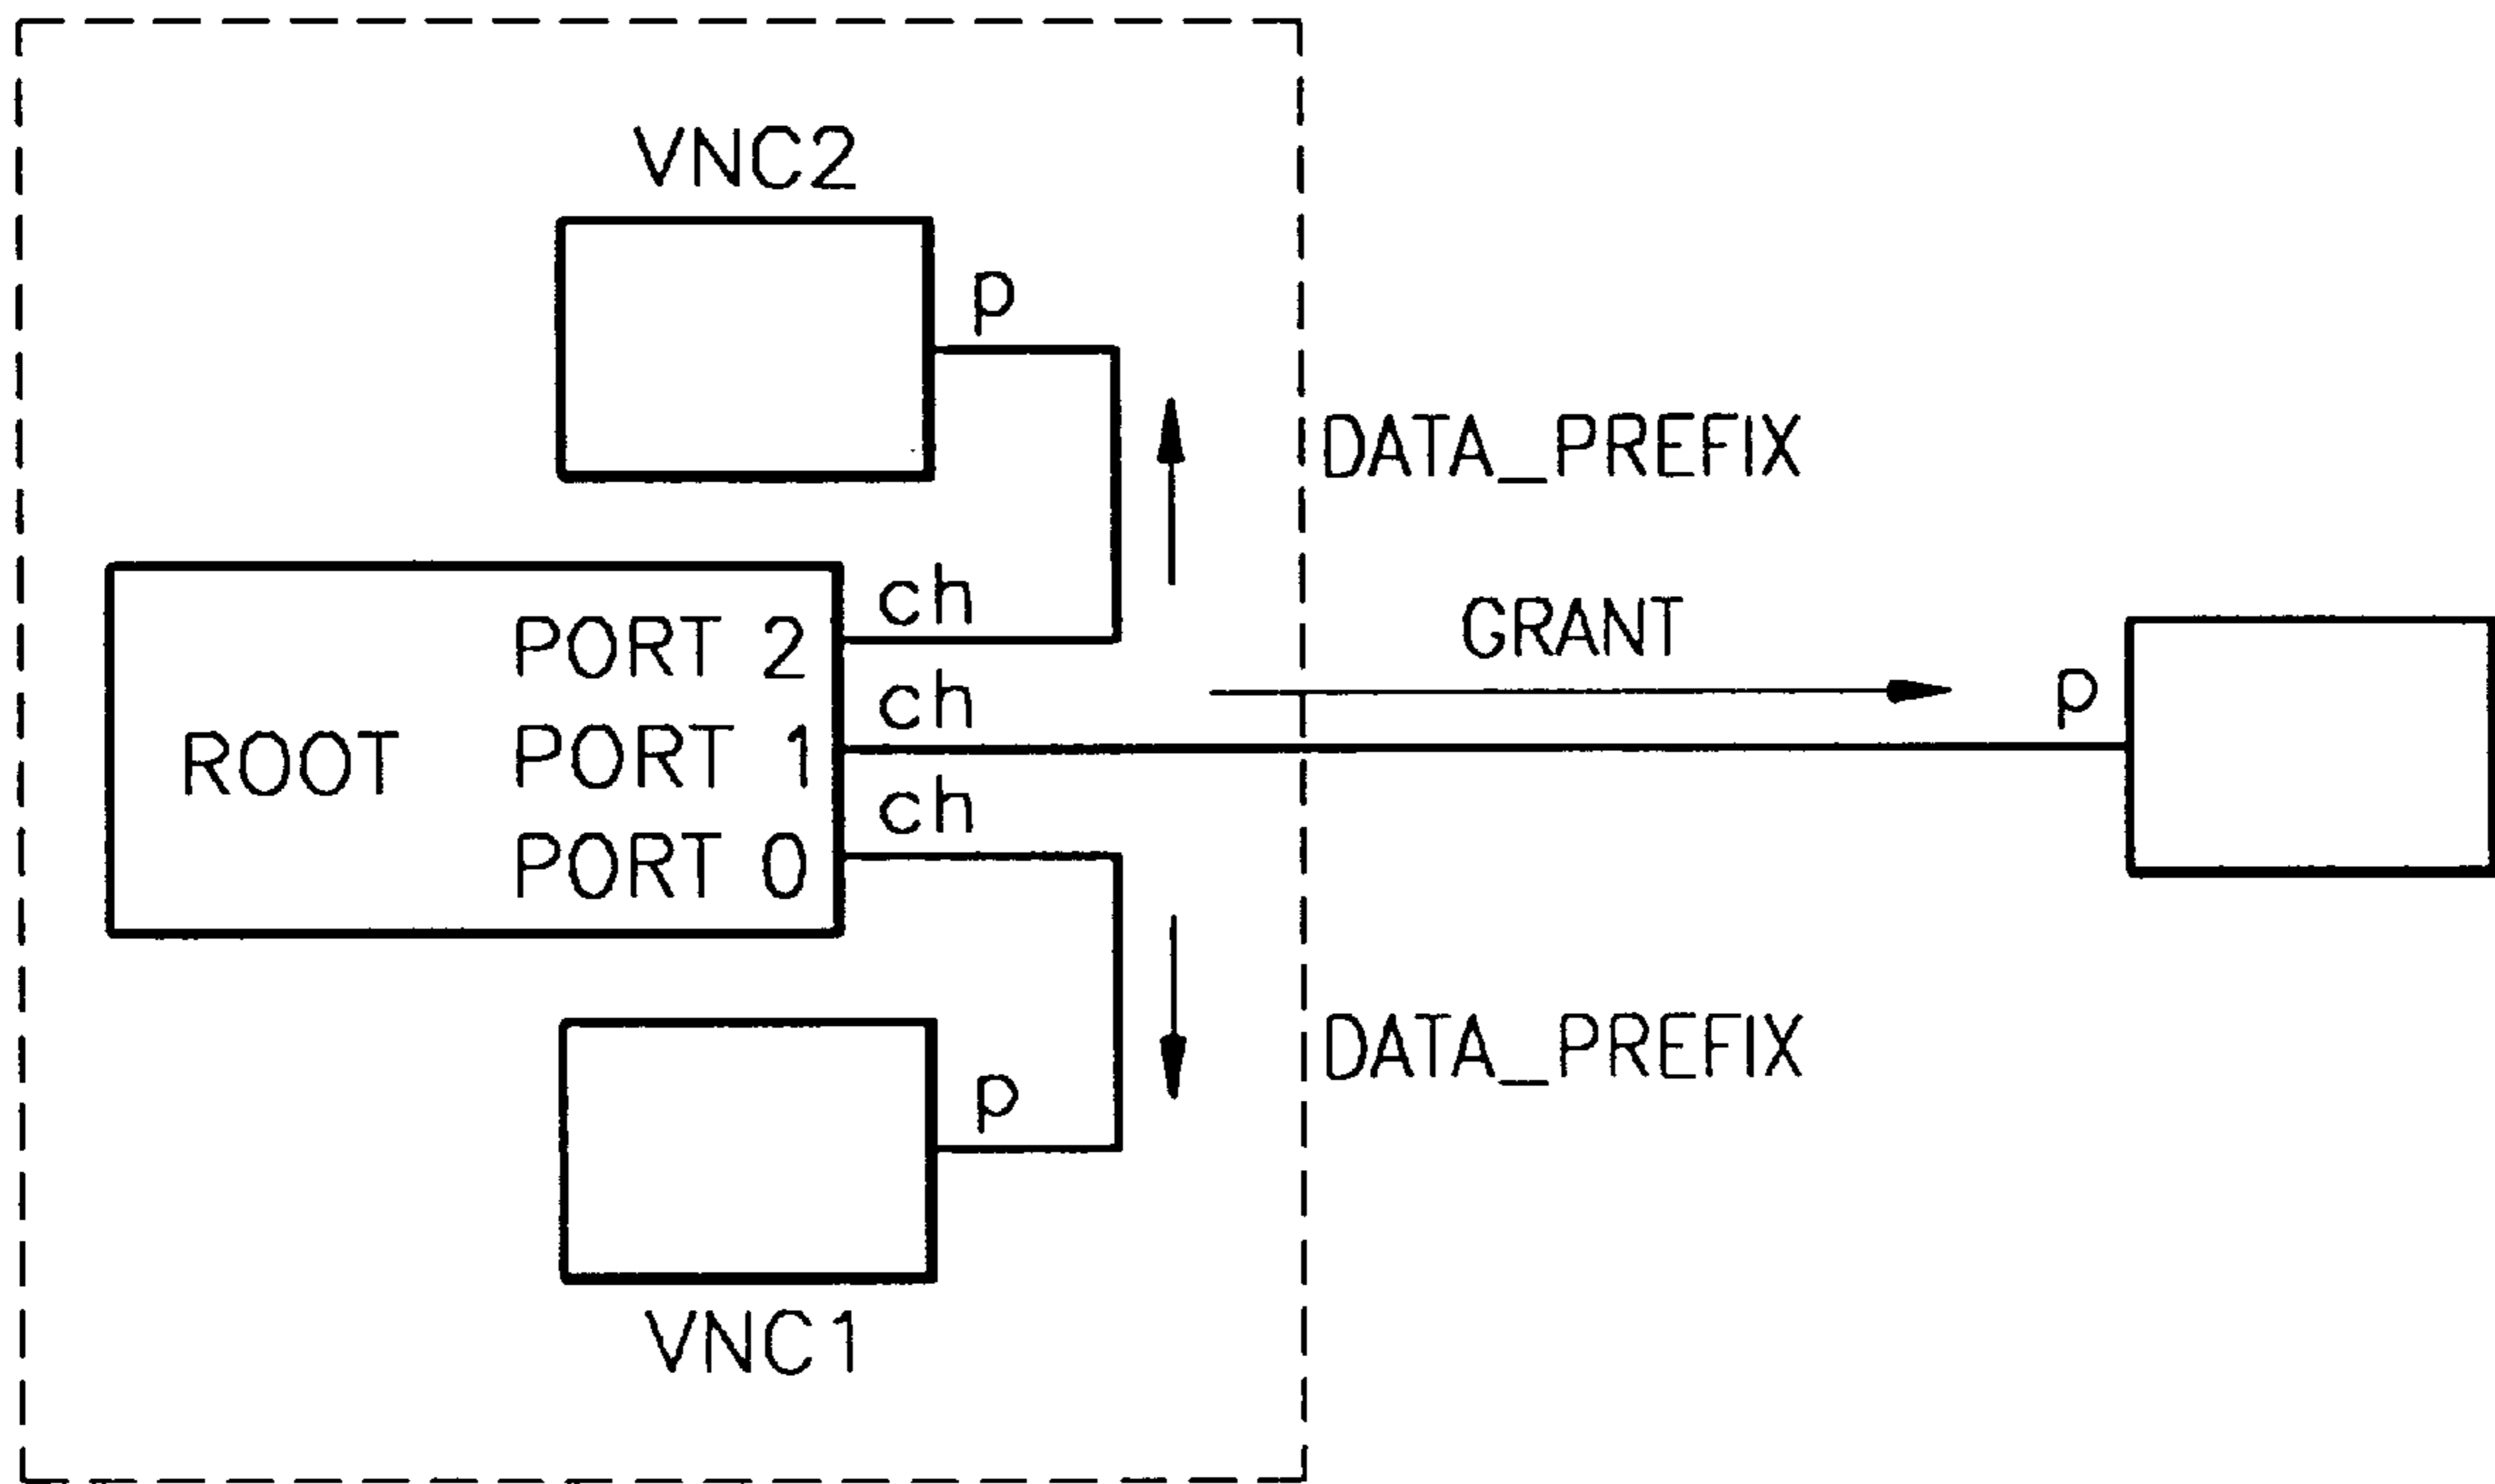 VNC2
p
DATA_PREFIX
ch
GRANT
PORT 2
p
ch
ROOT PORT 1
ch
PORT 0
DATA_PREFIX
p
VNC1